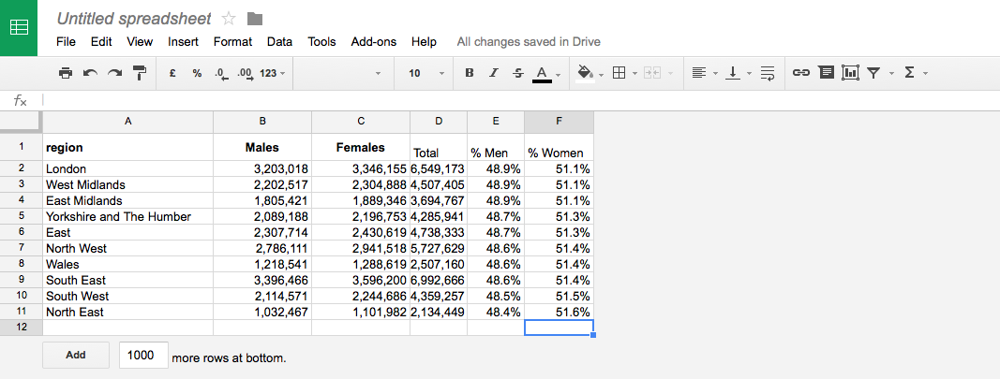 Untitled spreadsheet
File Edit View Insert Format Data Tools Add-ons Help All changes saved in Drive
£ % .0 .00 123 10 B I S A Σ
fx
A B C D E F
1 region Males Females Total % Men % Women
2 London 3,203,018 3,346,155 6,549,173 48.9% 51.1%
3 West Midlands 2,202,517 2,304,888 4,507,405 48.9% 51.1%
4 East Midlands 1,805,421 1,889,346 3,694,767 48.9% 51.1%
5 Yorkshire and The Humber 2,089,188 2,196,753 4,285,941 48.7% 51.3%
6 East 2,307,714 2,430,619 4,738,333 48.7% 51.3%
7 North West 2,786,111 2,941,518 5,727,629 48.6% 51.4%
8 Wales 1,218,541 1,288,619 2,507,160 48.6% 51.4%
9 South East 3,396,466 3,596,200 6,992,666 48.6% 51.4%
10 South West 2,114,571 2,244,686 4,359,257 48.5% 51.5%
11 North East 1,032,467 1,101,982 2,134,449 48.4% 51.6%
12
Add 1000 more rows at bottom.